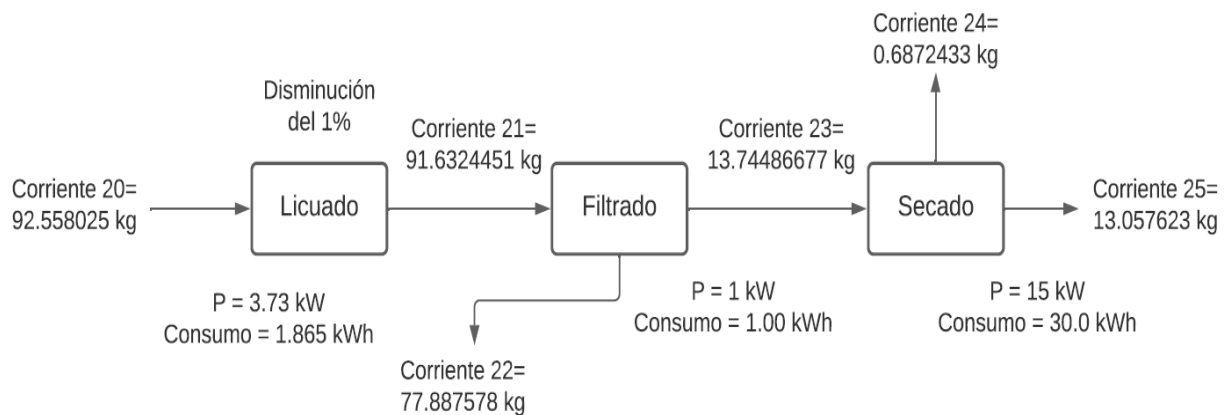 Corriente 24=
0.6872433 kg
Disminución
del 1%
Corriente 21=
91.6324451 kg
Corriente 23=
13.74486677 kg
Corriente 20=
92.558025 kg
Licuado
Filtrado
Secado
Corriente 25=
13.057623 kg
P = 3.73 kW
Consumo = 1.865 kWh
P = 1 kW
Consumo = 1.00 kWh
P = 15 kW
Consumo = 30.0 kWh
Corriente 22=
77.887578 kg